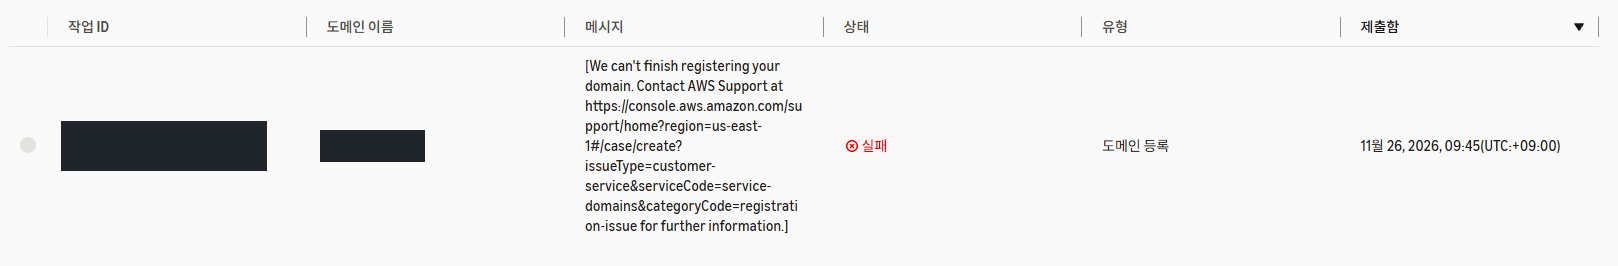 작업 ID
도메인 이름
메시지
상태
유형
제출함
[We can't finish registering your
domain. Contact AWS Support at
https://console.aws.amazon.com/su
pport/home?region=us-east-
1#/case/create?
issueType=customer-
service&serviceCode=service-
domains&categoryCode=registrati
on-issue for further information.]
실패
도메인 등록
11월 26, 2026, 09:45(UTC:+09:00)